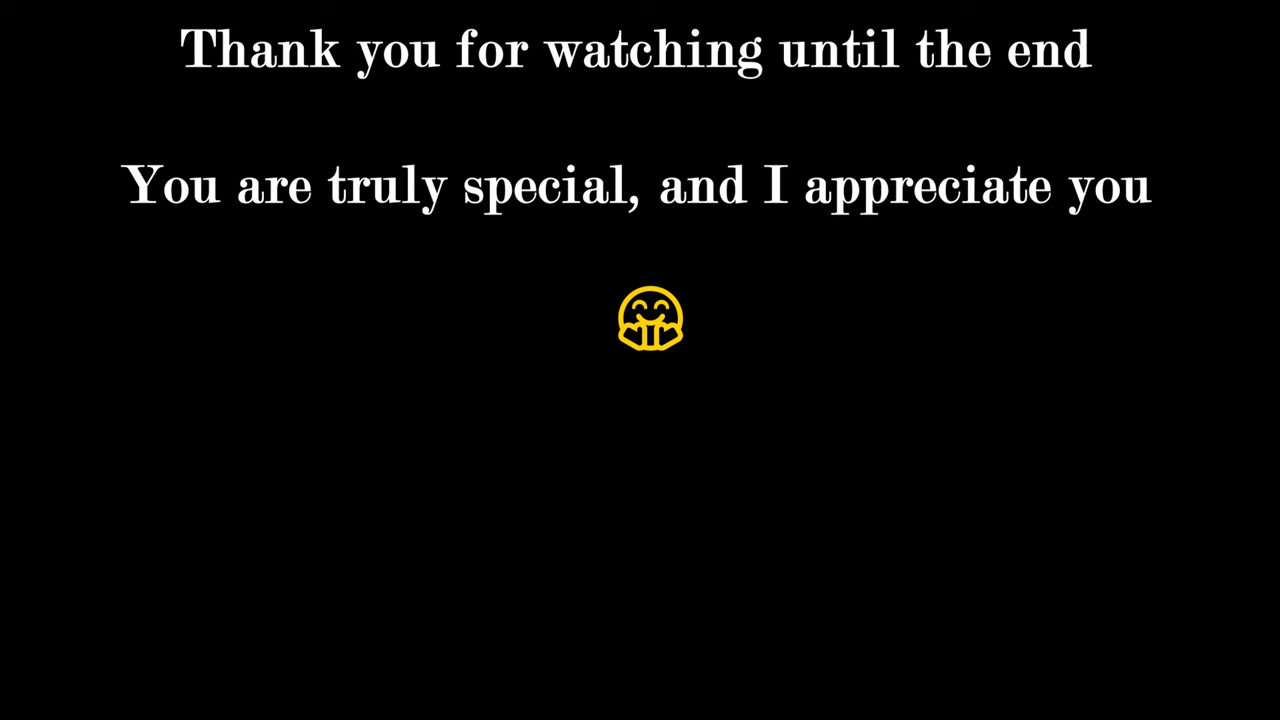 Thank you for watching until the end
You are truly special, and I appreciate you